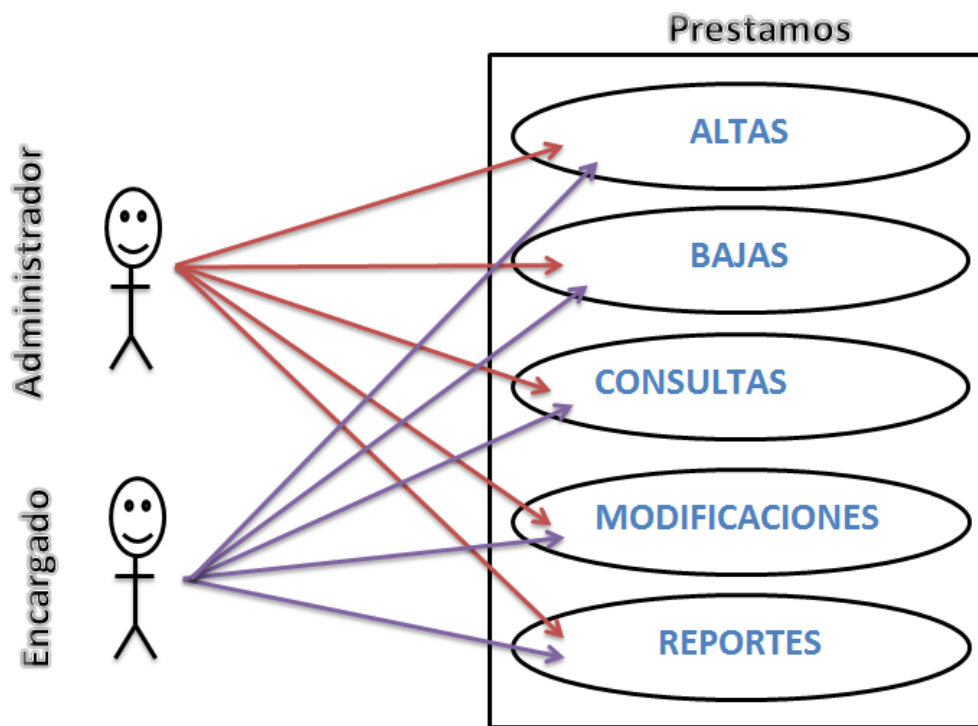 Prestamos
Administrador
Encargado
ALTAS
BAJAS
CONSULTAS
MODIFICACIONES
REPORTES